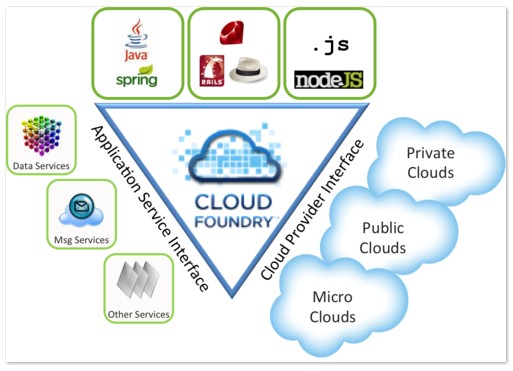 Java
spring
RAILS
.js
nodeJS
Data Services
Msg Services
Other Services
Application Service Interface
CLOUD
FOUNDRY
Cloud Provider Interface
Private
Clouds
Public
Clouds
Micro
Clouds